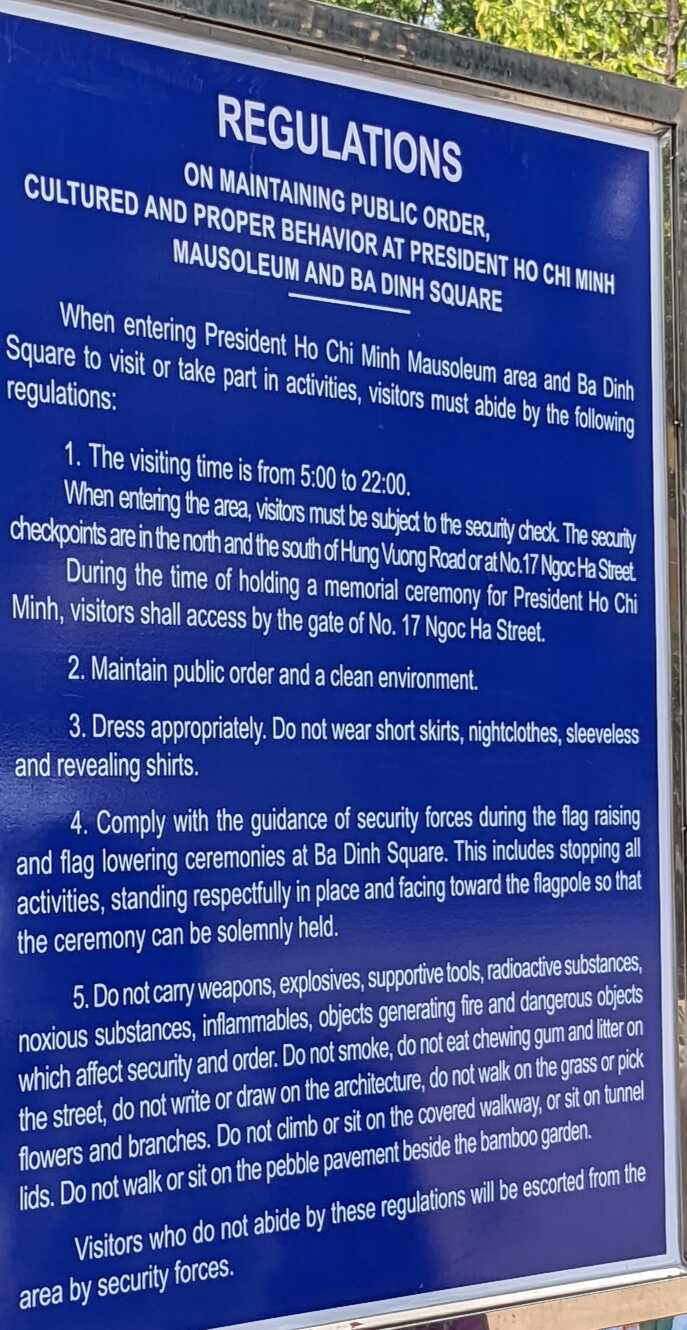 REGULATIONS
ON MAINTAINING PUBLIC ORDER,
CULTURED AND PROPER BEHAVIOR AT PRESIDENT HO CHI MINH
MAUSOLEUM AND BA DINH SQUARE
When entering President Ho Chi Minh Mausoleum area and Ba Dinh
Square to visit or take part in activities, visitors must abide by the following
regulations:
1. The visiting time is from 5:00 to 22:00.
When entering the area, visitors must be subject to the security check. The security
checkpoints are in the north and the south of Hung Vuong Road or at No.17 Ngoc Ha Street.
During the time of holding a memorial ceremony for President Ho Chi
Minh, visitors shall access by the gate of No. 17 Ngoc Ha Street.
2. Maintain public order and a clean environment.
3. Dress appropriately. Do not wear short skirts, nightclothes, sleeveless
and revealing shirts.
4. Comply with the guidance of security forces during the flag raising
and flag lowering ceremonies at Ba Dinh Square. This includes stopping all
activities, standing respectfully in place and facing toward the flagpole so that
the ceremony can be solemnly held.
5. Do not carry weapons, explosives, supportive tools, radioactive substances,
noxious substances, inflammables, objects generating fire and dangerous objects
which affect security and order. Do not smoke, do not eat chewing gum and litter on
the street, do not write or draw on the architecture, do not walk on the grass or pick
flowers and branches. Do not climb or sit on the covered walkway, or sit on tunnel
lids. Do not walk or sit on the pebble pavement beside the bamboo garden.
Visitors who do not abide by these regulations will be escorted from the
area by security forces.